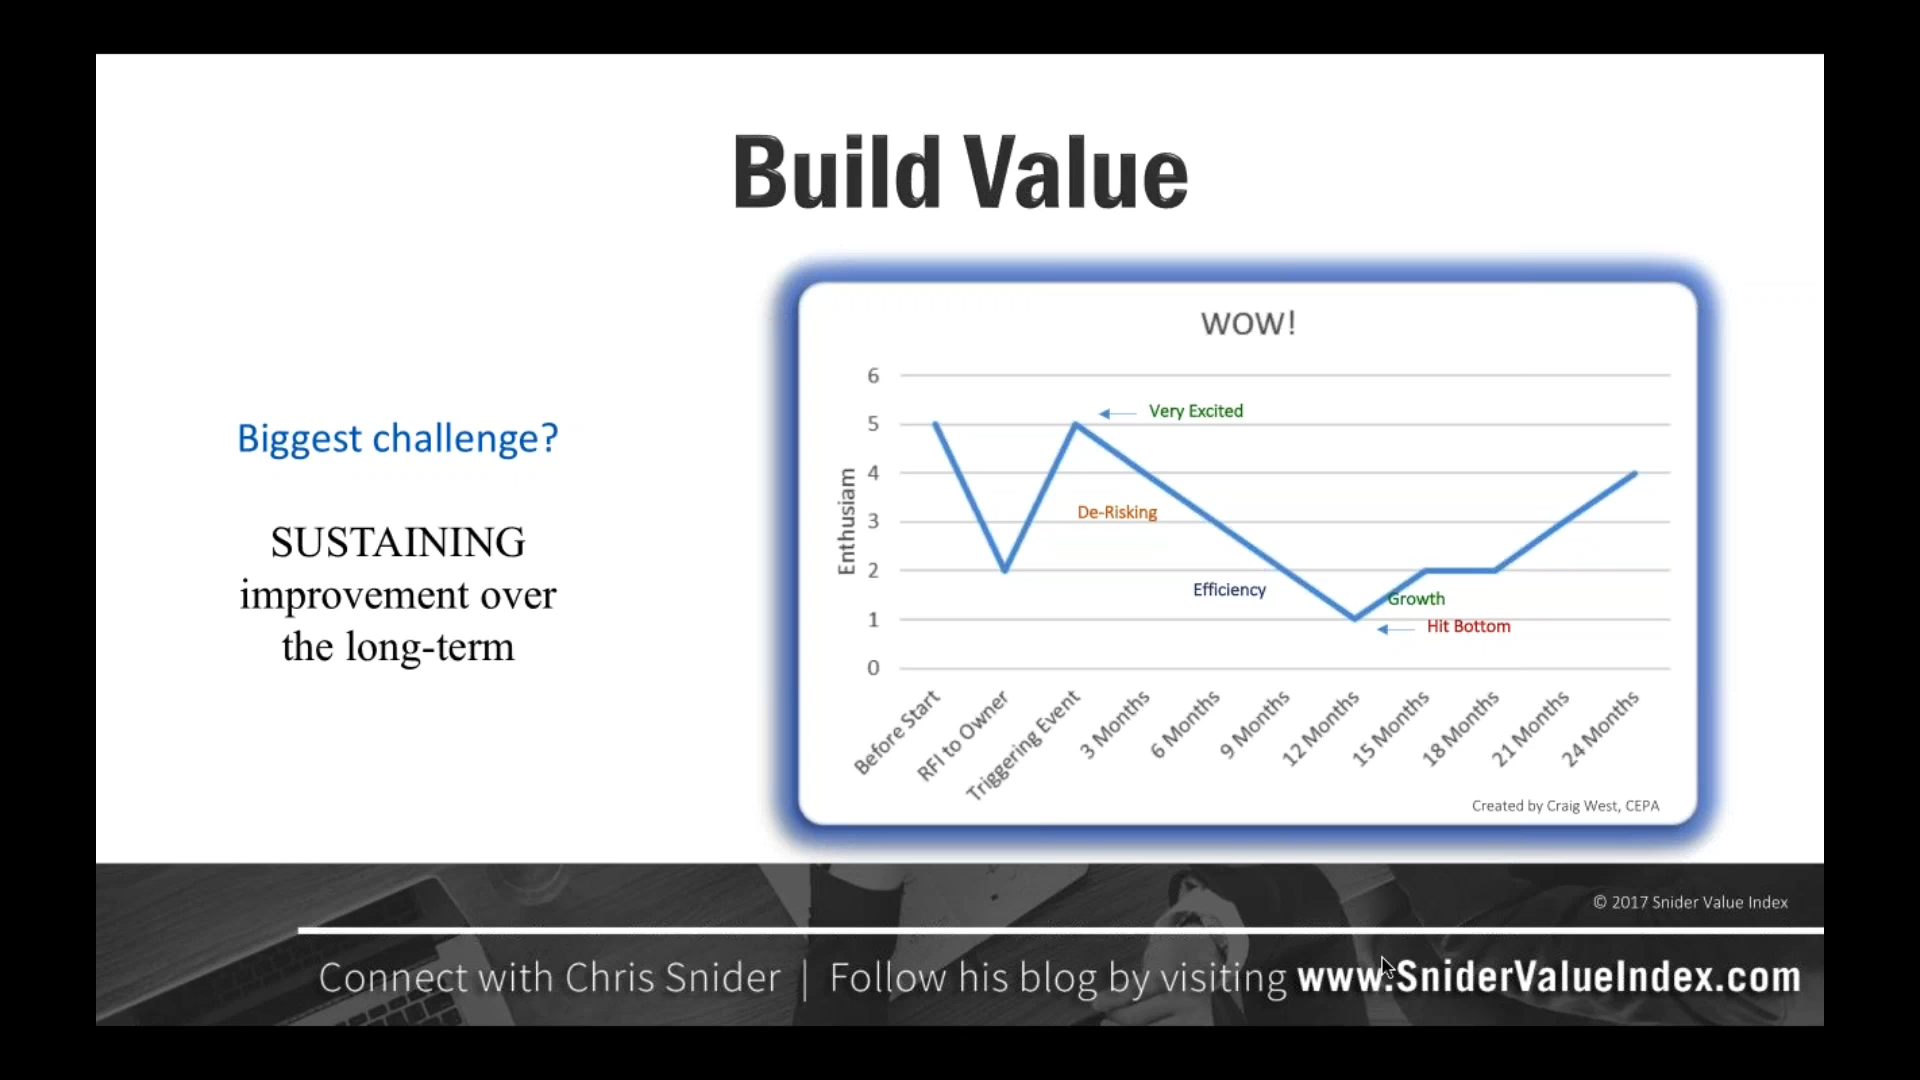 Build Value
Biggest challenge?
SUSTAINING
improvement over
the long-term
WOW!
Enthusiam
6
5
4
3
2
1
0
Very Excited
De-Risking
Efficiency
Growth
Hit Bottom
Before Start
RFI to Owner
Triggering Event
3 Months
6 Months
9 Months
12 Months
15 Months
18 Months
21 Months
24 Months
Created by Craig West, CEPA
© 2017 Snider Value Index
Connect with Chris Snider | Follow his blog by visiting www.SniderValueIndex.com